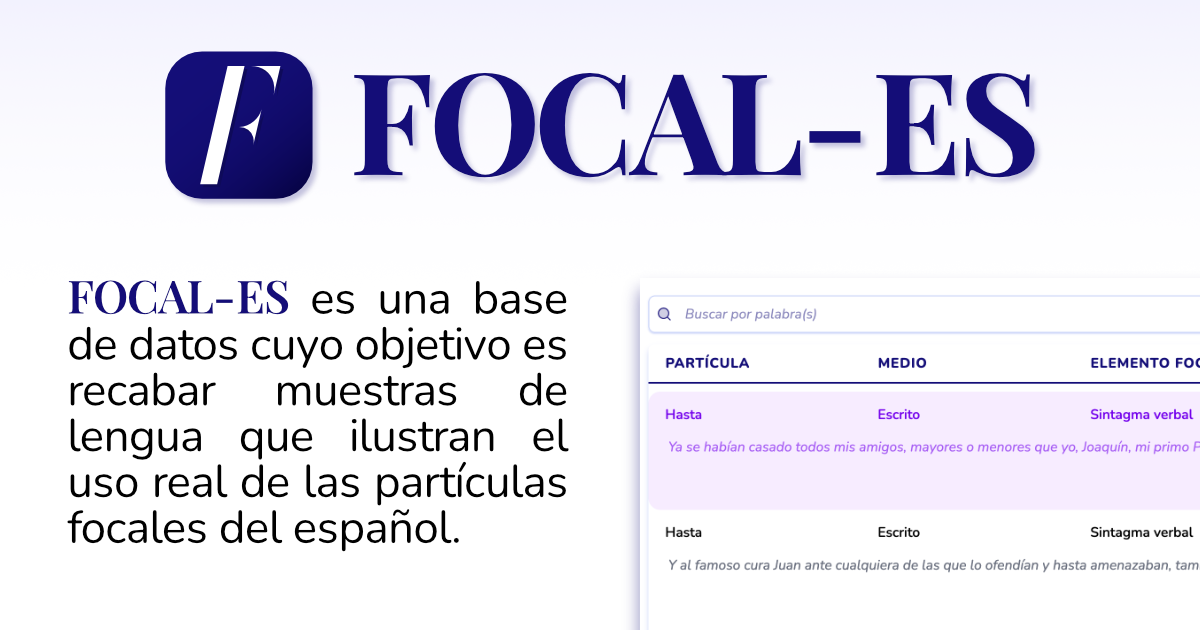 F FOCAL-ES
FOCAL-ES es una base
de datos cuyo objetivo es
recabar muestras de
lengua que ilustran el
uso real de las partículas
focales del español.
Buscar por palabra(s)
PARTÍCULA MEDIO ELEMENTO FOC
Hasta Escrito Sintagma verbal
Ya se habían casado todos mis amigos, mayores o menores que yo, Joaquín, mi primo
Hasta Escrito Sintagma verbal
Y al famoso cura Juan ante cualquiera de las que lo ofendían y hasta amenazaban, tam